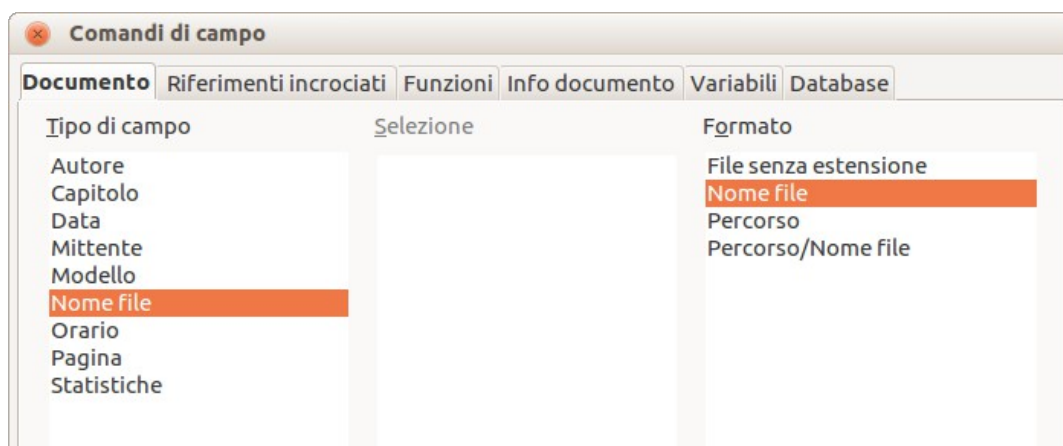 Comandi di campo
Documento Riferimenti incrociati Funzioni Info documento Variabili Database
Tipo di campo Selezione Formato
Autore
Capitolo
Data
Mittente
Modello
Nome file
Orario
Pagina
Statistiche
File senza estensione
Nome file
Percorso
Percorso/Nome file